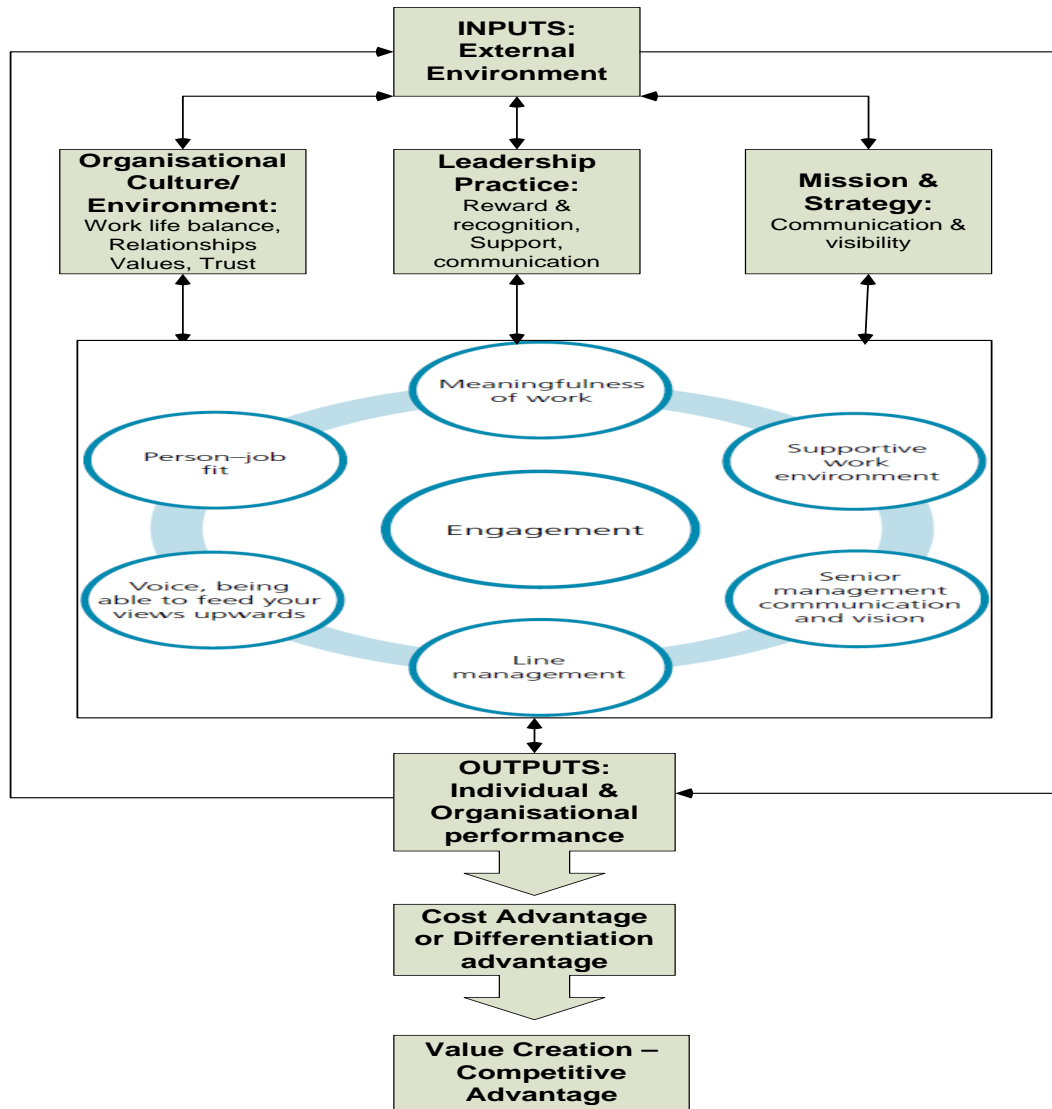 INPUTS:
External
Environment
Organisational
Culture/
Environment:
Work life balance,
Relationships
Values, Trust
Leadership
Practice:
Reward &
recognition,
Support,
communication
Mission &
Strategy:
Communication &
visibility
Meaningfulness
of work
Person–job
fit
Supportive
work
environment
Engagement
Voice, being
able to feed your
views upwards
Senior
management
communication
and vision
Line
management
OUTPUTS:
Individual &
Organisational
performance
Cost Advantage
or Differentiation
advantage
Value Creation –
Competitive
Advantage